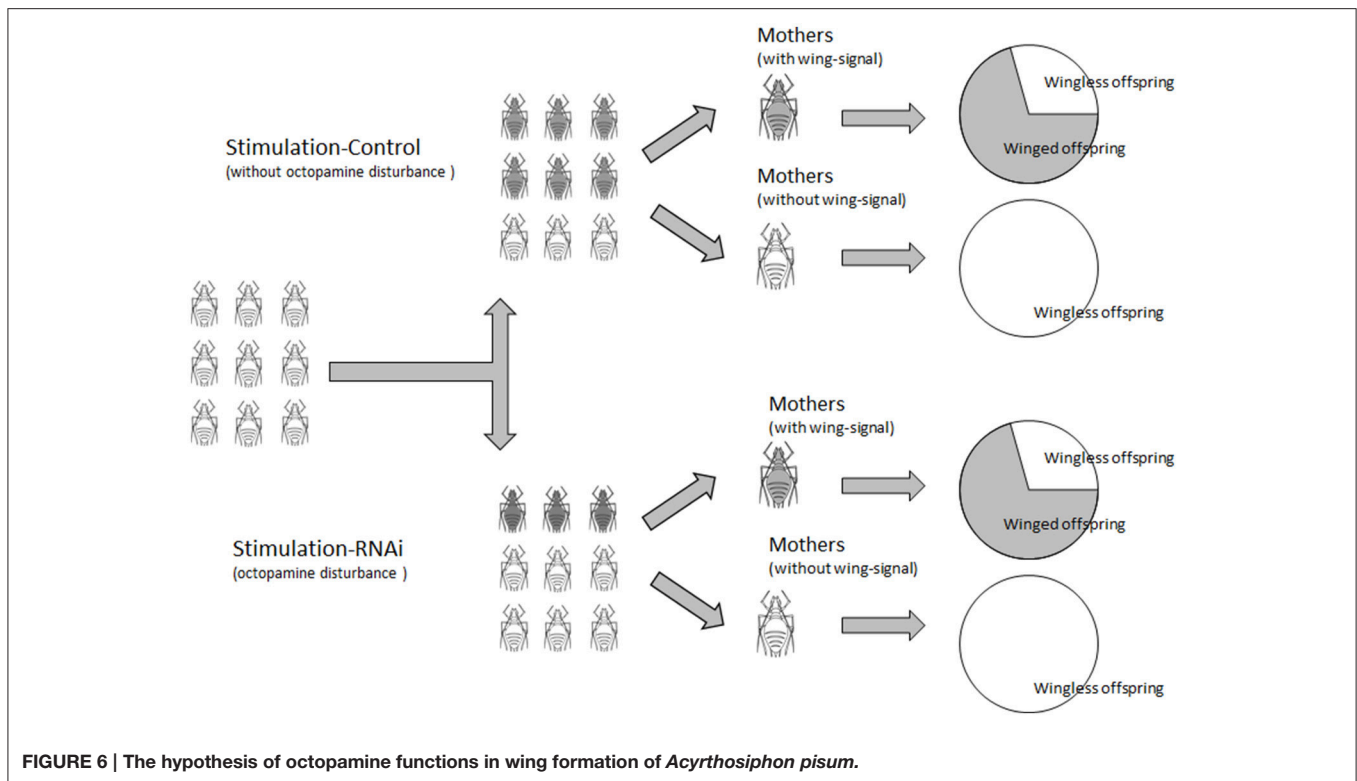 Mothers
(with wing-signal)
Wingless offspring
Winged offspring
Stimulation-Control
(without octopamine disturbance )
Mothers
(without wing-signal)
Wingless offspring
Mothers
(with wing-signal)
Wingless offspring
Winged offspring
Stimulation-RNAi
(octopamine disturbance )
Mothers
(without wing-signal)
Wingless offspring
FIGURE 6 | The hypothesis of octopamine functions in wing formation of Acyrthosiphon pisum.